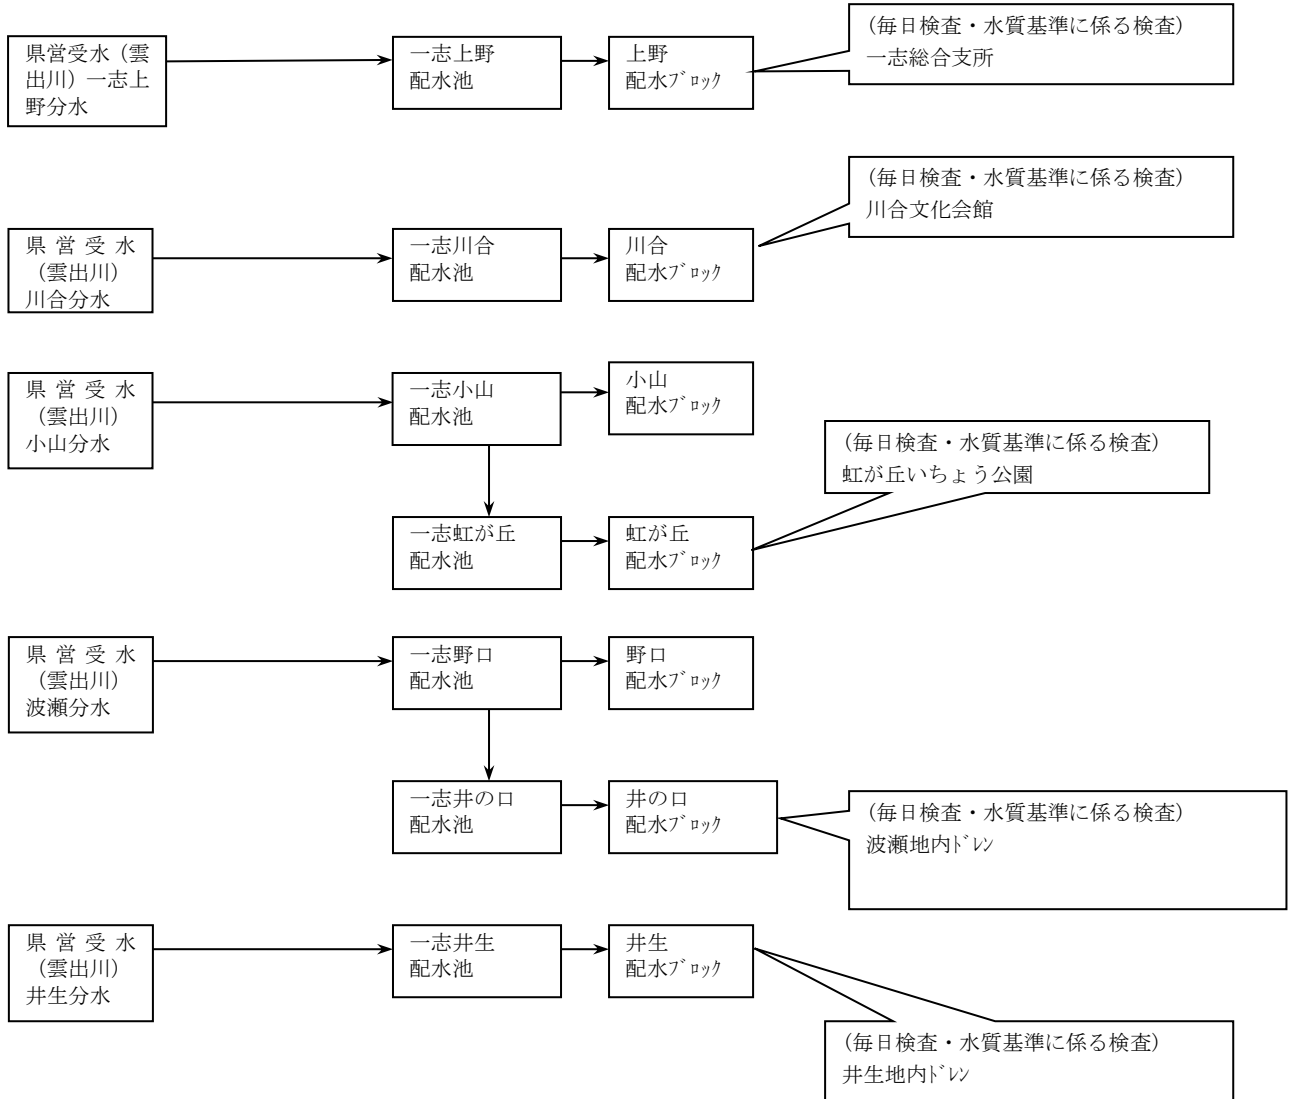 県営受水（雲
出川）一志上
野分水
一志上野
配水池
上野
配水ﾌﾞﾛｯｸ
（毎日検査・水質基準に係る検査）
一志総合支所
県営受水
（雲出川）
川合分水
一志川合
配水池
川合
配水ﾌﾞﾛｯｸ
（毎日検査・水質基準に係る検査）
川合文化会館
県営受水
（雲出川）
小山分水
一志小山
配水池
小山
配水ﾌﾞﾛｯｸ
一志虹が丘
配水池
虹が丘
配水ﾌﾞﾛｯｸ
（毎日検査・水質基準に係る検査）
虹が丘いちょう公園
県営受水
（雲出川）
波瀬分水
一志野口
配水池
野口
配水ﾌﾞﾛｯｸ
一志井の口
配水池
井の口
配水ﾌﾞﾛｯｸ
（毎日検査・水質基準に係る検査）
波瀬地内ﾄﾞﾚﾝ
県営受水
（雲出川）
井生分水
一志井生
配水池
井生
配水ﾌﾞﾛｯｸ
（毎日検査・水質基準に係る検査）
井生地内ﾄﾞﾚﾝ